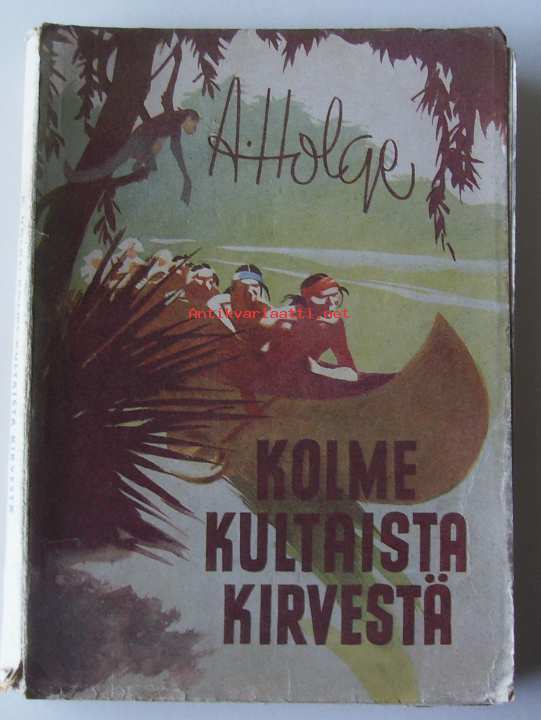 A. Holge
Antikvariaatti.net
KOLME
KULTAISTA
KIRVESTÄ